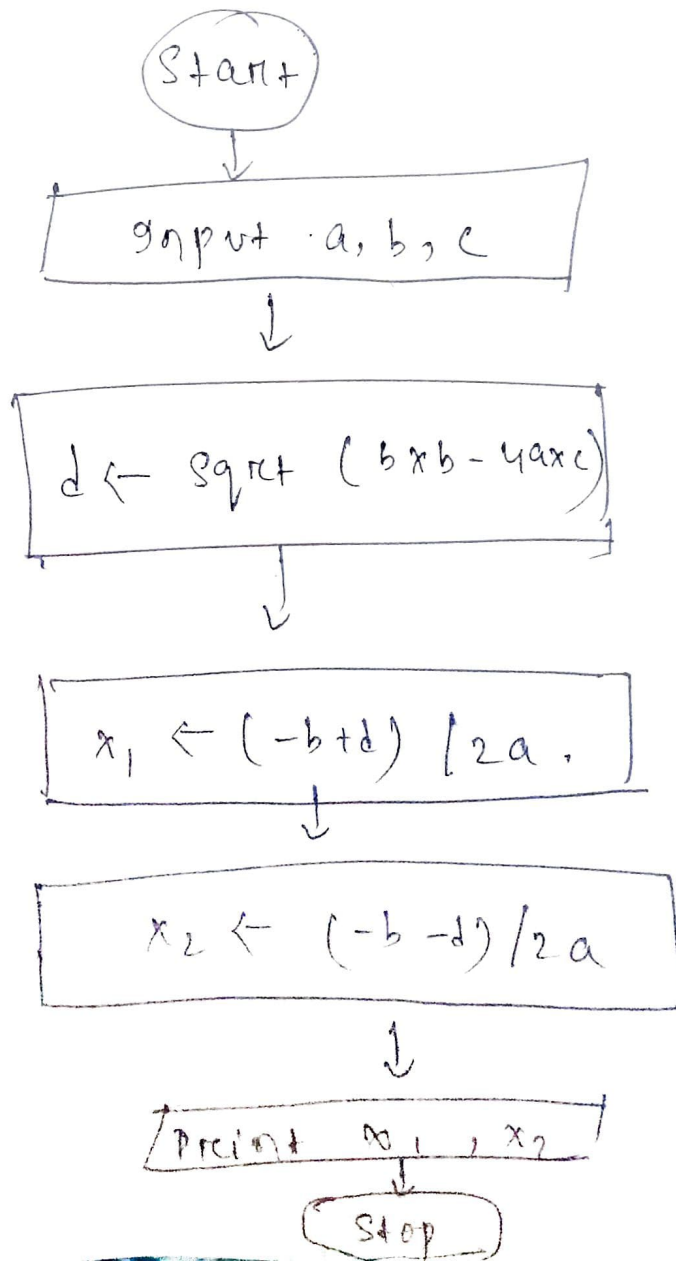 Start
Input a, b, c
d ← sqrt (b×b - 4a×c)
x₁ ← (-b+d) / 2a.
x₂ ← (-b -d) / 2a
Print x₁, x₂
Stop